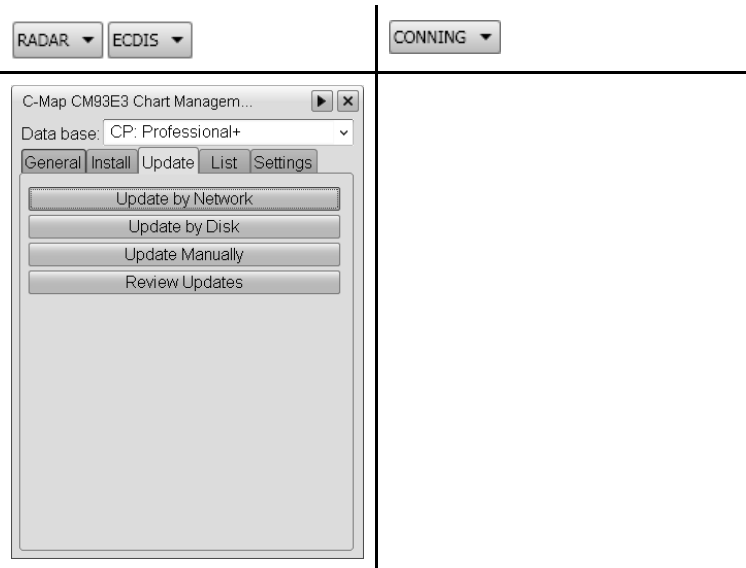 RADAR ECDIS CONNING
C-Map CM93E3 Chart Managem...
Data base: CP: Professional+
General Install Update List Settings
Update by Network
Update by Disk
Update Manually
Review Updates